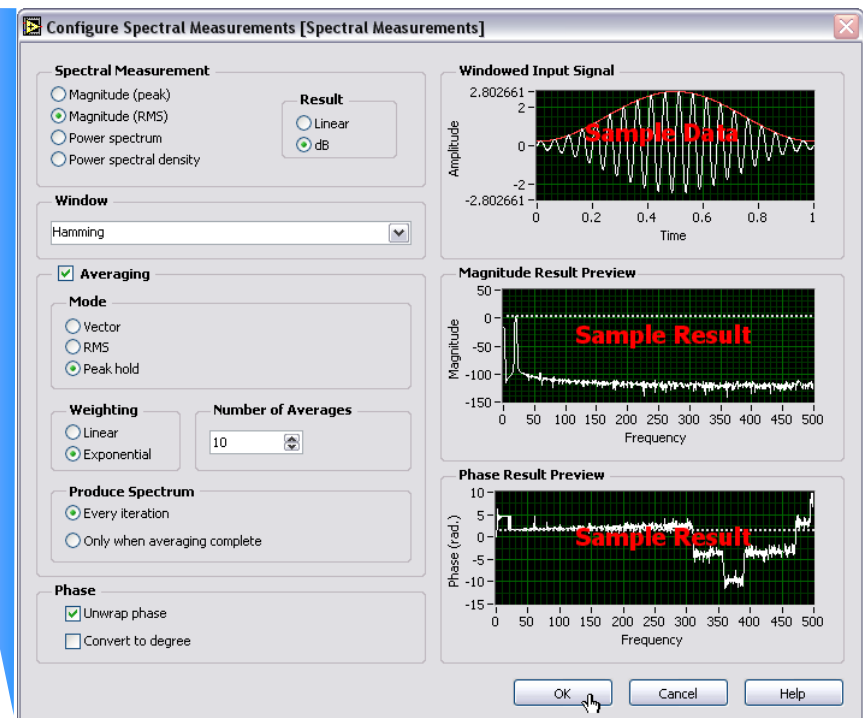 Configure Spectral Measurements [Spectral Measurements]
Spectral Measurement
Magnitude (peak)
Magnitude (RMS)
Power spectrum
Power spectral density
Result
Linear
dB
Window
Hamming
Averaging
Mode
Vector
RMS
Peak hold
Weighting
Linear
Exponential
Number of Averages
10
Produce Spectrum
Every iteration
Only when averaging complete
Phase
Unwrap phase
Convert to degree
Windowed Input Signal
Amplitude
2.802661
2
0
-2
-2.802661
Sample Data
0 0.2 0.4 0.6 0.8 1
Time
Magnitude Result Preview
Magnitude
50
0
-50
-100
-150
Sample Result
0 50 100 150 200 250 300 350 400 450 500
Frequency
Phase Result Preview
Phase (rad.)
10
5
0
-5
-10
-15
Sample Result
0 50 100 150 200 250 300 350 400 450 500
Frequency
OK
Cancel
Help